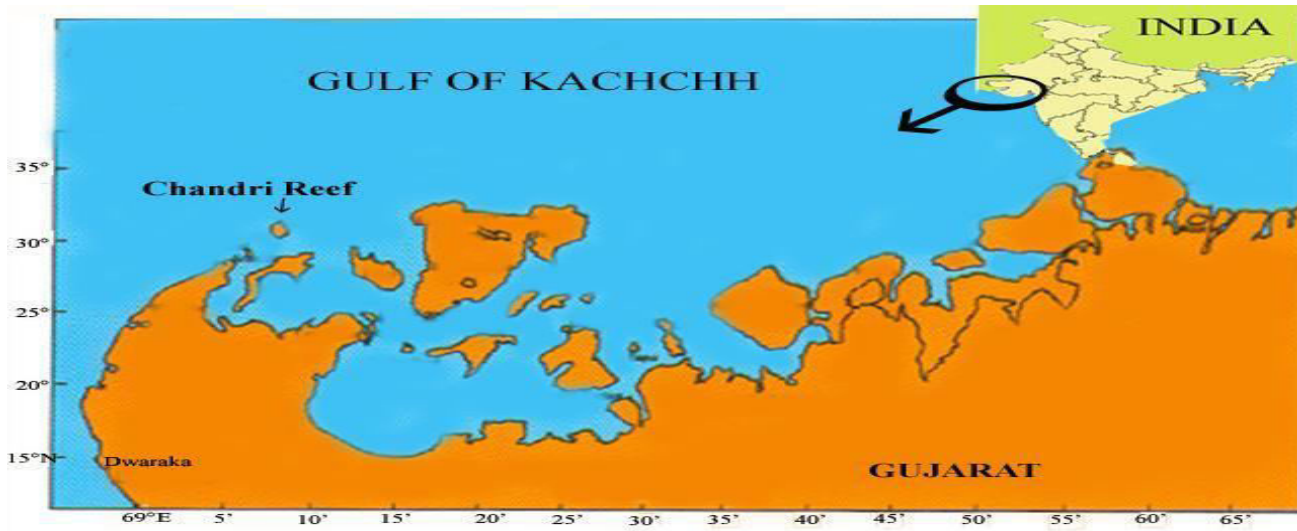 INDIA
GULF OF KACHCHH
35°
Chandri Reef
30°
25°
20°
15°N
Dwaraka
GUJARAT
69°E 5' 10' 15' 20' 25' 30' 35' 40' 45' 50' 55' 60' 65'